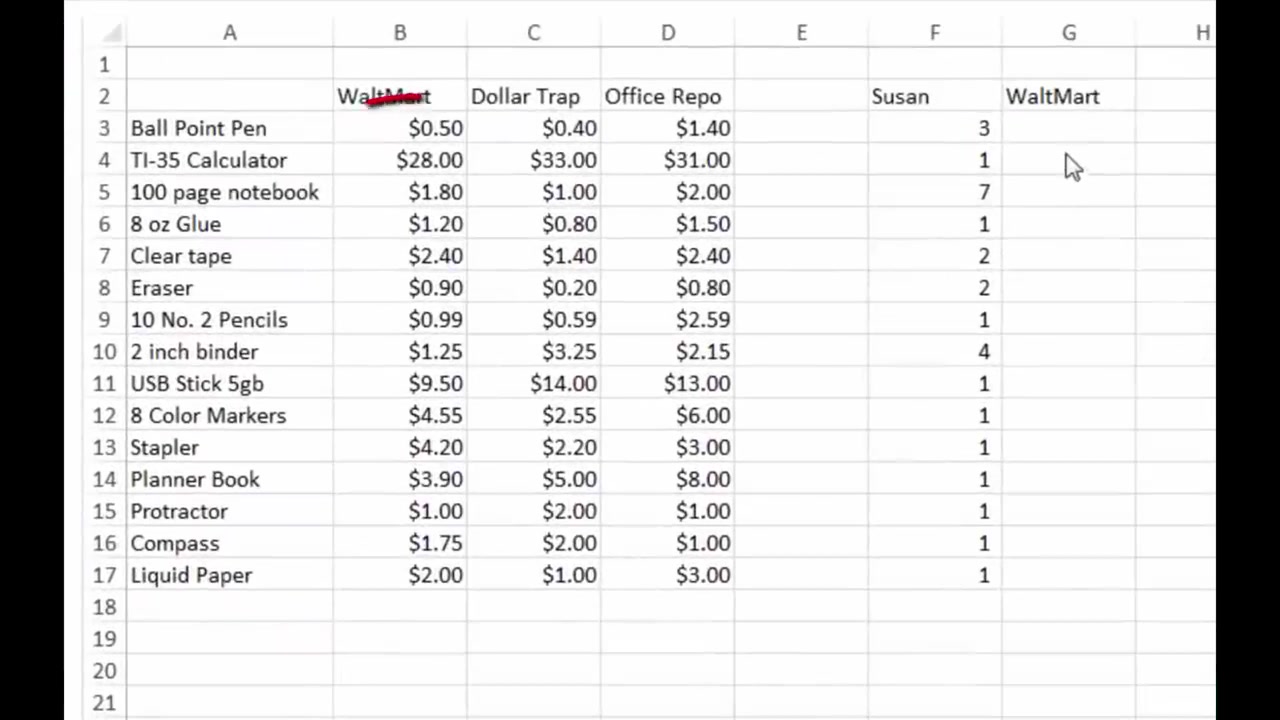 A B C D E F G H
1
2 WaltMart Dollar Trap Office Repo Susan WaltMart
3 Ball Point Pen $0.50 $0.40 $1.40 3
4 TI-35 Calculator $28.00 $33.00 $31.00 1
5 100 page notebook $1.80 $1.00 $2.00 7
6 8 oz Glue $1.20 $0.80 $1.50 1
7 Clear tape $2.40 $1.40 $2.40 2
8 Eraser $0.90 $0.20 $0.80 2
9 10 No. 2 Pencils $0.99 $0.59 $2.59 1
10 2 inch binder $1.25 $3.25 $2.15 4
11 USB Stick 5gb $9.50 $14.00 $13.00 1
12 8 Color Markers $4.55 $2.55 $6.00 1
13 Stapler $4.20 $2.20 $3.00 1
14 Planner Book $3.90 $5.00 $8.00 1
15 Protractor $1.00 $2.00 $1.00 1
16 Compass $1.75 $2.00 $1.00 1
17 Liquid Paper $2.00 $1.00 $3.00 1
18
19
20
21